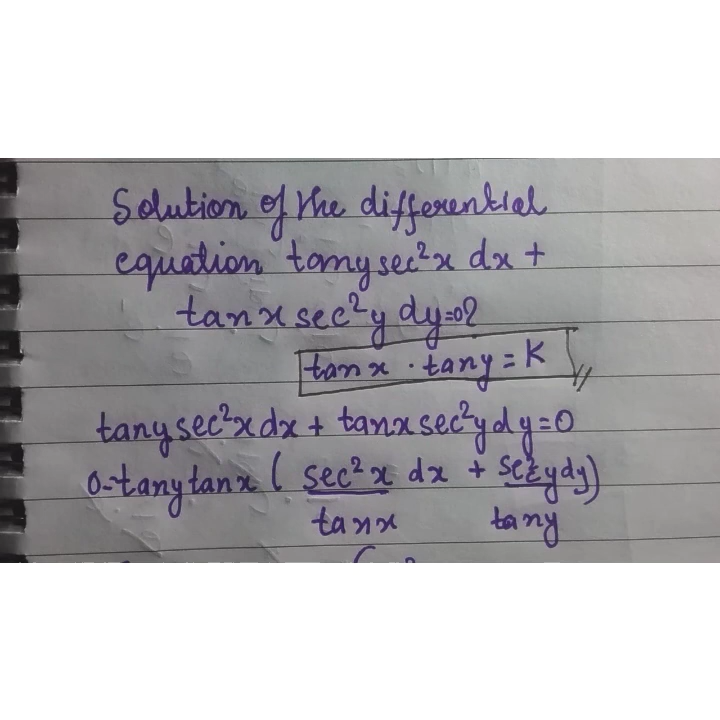 Solution of the differential
equation tany sec²x dx +
tanx sec²y dy=0?
tanx · tany = K
tany sec²x dx + tanx sec²y dy=0
0=tany tanx ( sec²x dx + sec²y dy)
tanx tany